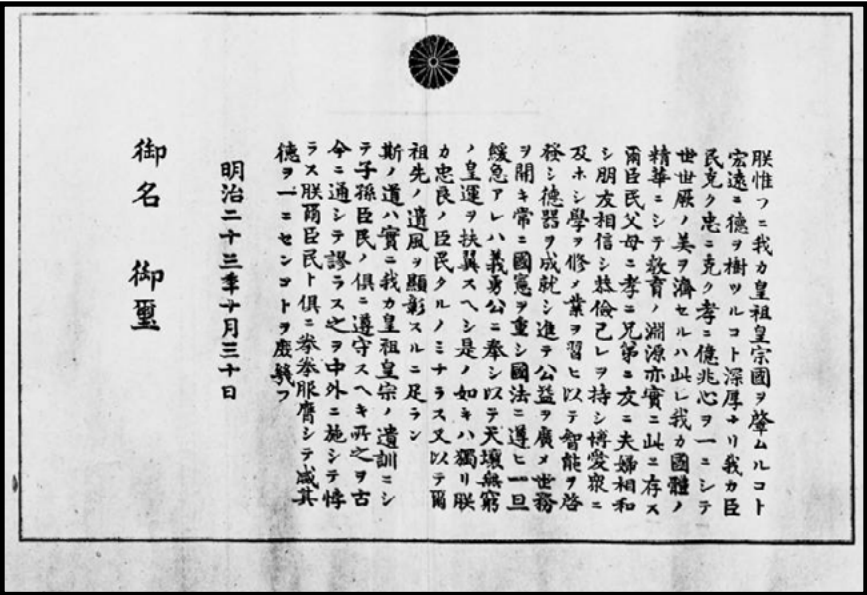 朕惟フニ我カ皇祖皇宗國ヲ肇ムルコト
宏遠ニ德ヲ樹ツルコト深厚ナリ我カ臣
民克ク忠ニ克ク孝ニ億兆心ヲ一ニシテ
世世厥ノ美ヲ濟セルハ此レ我カ國體ノ
精華ニシテ敎育ノ淵源亦實ニ此ニ存ス
爾臣民父母ニ孝ニ兄弟ニ友ニ夫婦相和
シ朋友相信シ恭儉己レヲ持シ博愛衆ニ
及ホシ學ヲ修メ業ヲ習ヒ以テ智能ヲ啓
發シ德器ヲ成就シ進テ公益ヲ廣メ世務
ヲ開キ常ニ國憲ヲ重シ國法ニ遵ヒ一旦
緩急アレハ義勇公ニ奉シ以テ天壤無窮
ノ皇運ヲ扶翼スヘシ是ノ如キハ獨リ朕
カ忠良ノ臣民タルノミナラス又以テ爾
祖先ノ遺風ヲ顯彰スルニ足ラン
斯ノ道ハ實ニ我カ皇祖皇宗ノ遺訓ニシ
テ子孫臣民ノ俱ニ遵守スヘキ所之ヲ古
今ニ通シテ謬ラス之ヲ中外ニ施シテ悖
ラス朕爾臣民ト俱ニ拳拳服膺シテ咸其
德ヲ一ニセンコトヲ庶幾フ
明治二十三年十月三十日
御名 御璽